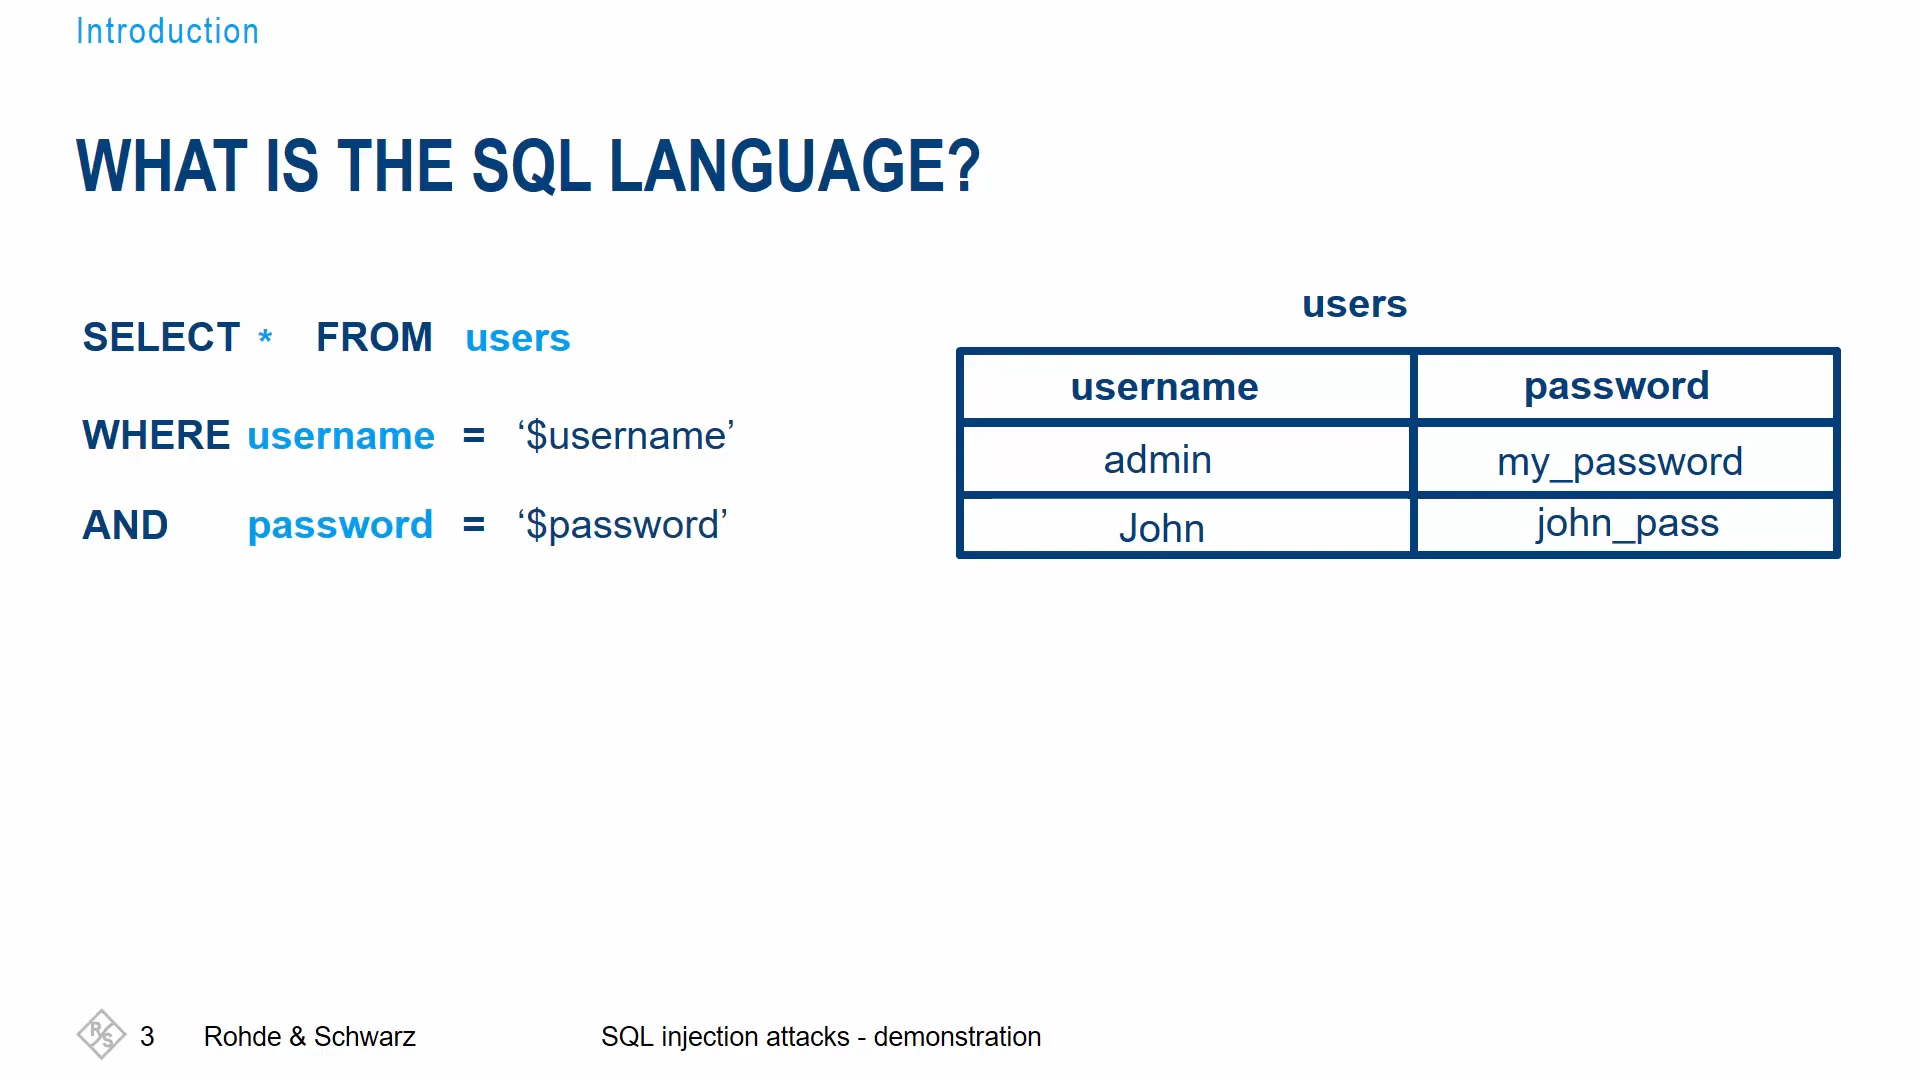 Introduction
WHAT IS THE SQL LANGUAGE?
SELECT * FROM users
WHERE username = ‘$username’
AND password = ‘$password’
users
username password
admin my_password
John john_pass
RS 3 Rohde & Schwarz SQL injection attacks - demonstration